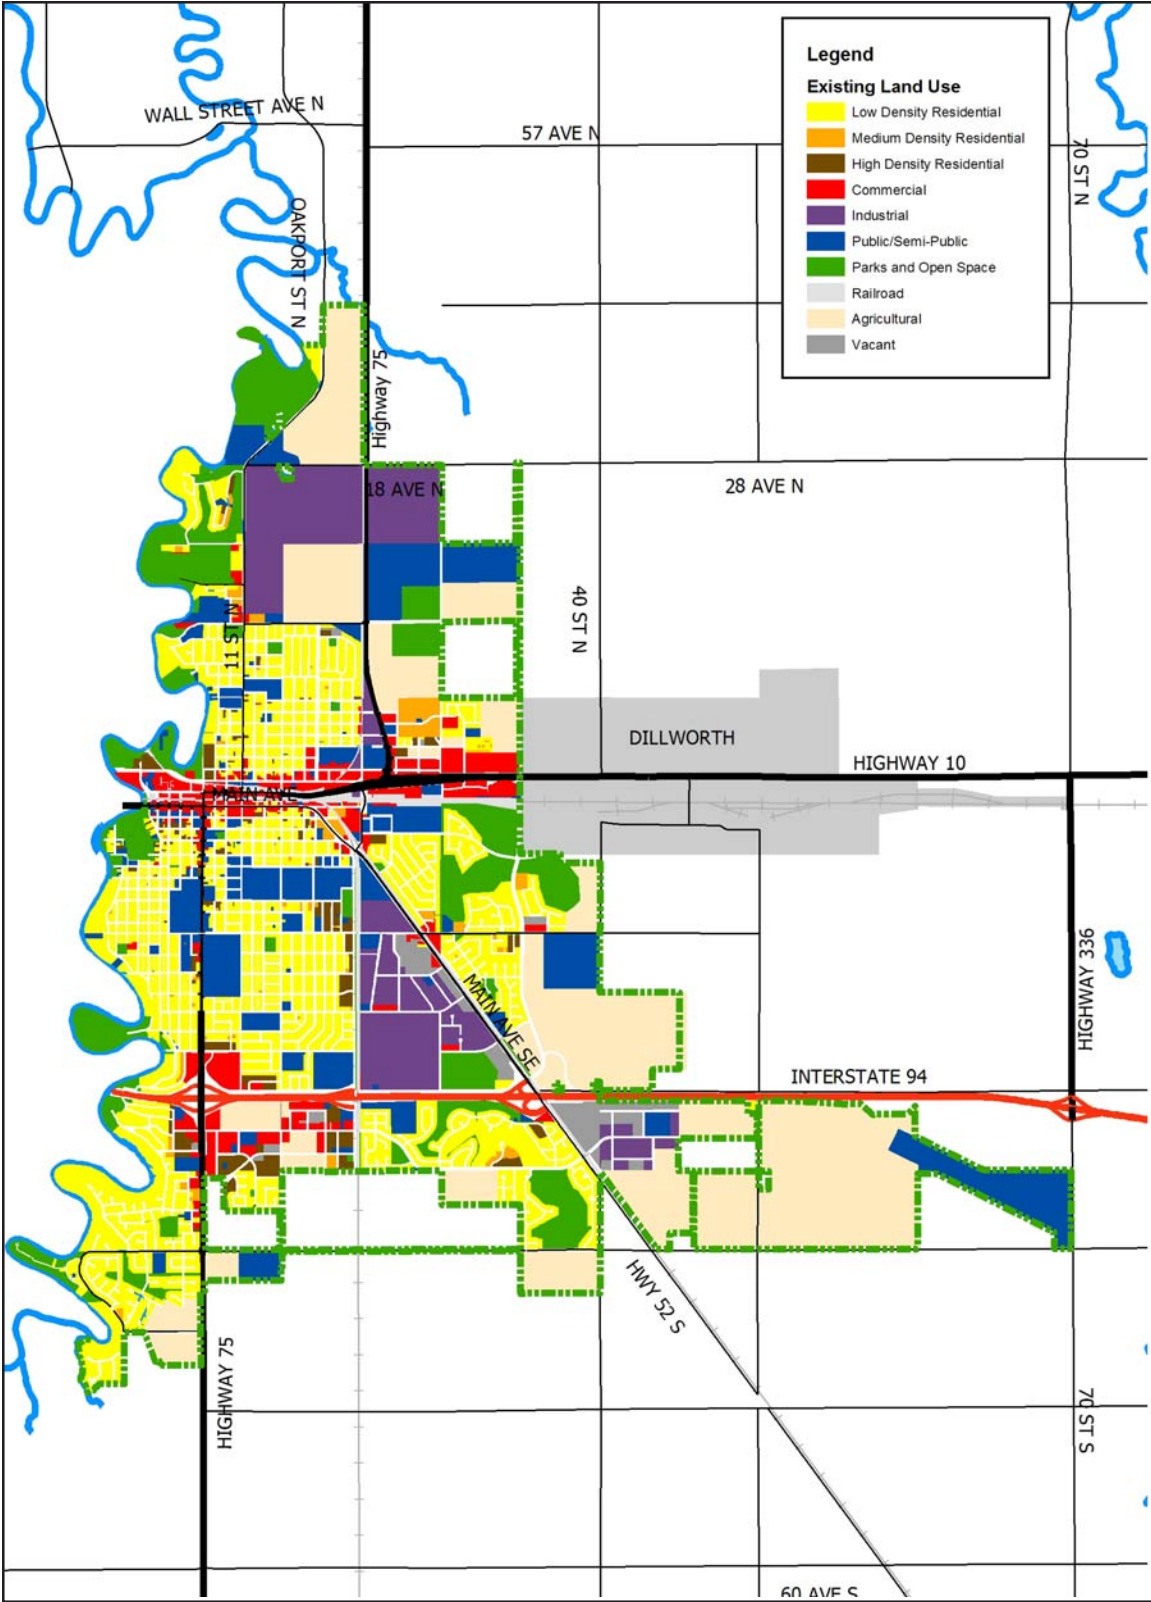 Legend
Existing Land Use
Low Density Residential
Medium Density Residential
High Density Residential
Commercial
Industrial
Public/Semi-Public
Parks and Open Space
Railroad
Agricultural
Vacant
WALL STREET AVE N
57 AVE N
70 ST N
OAKPORT ST N
Highway 75
18 AVE N
28 AVE N
40 ST N
11 ST N
DILLWORTH
HIGHWAY 10
MAIN AVE
HIGHWAY 336
MAIN AVE SE
INTERSTATE 94
HWY 52 S
HIGHWAY 75
70 ST S
60 AVE S